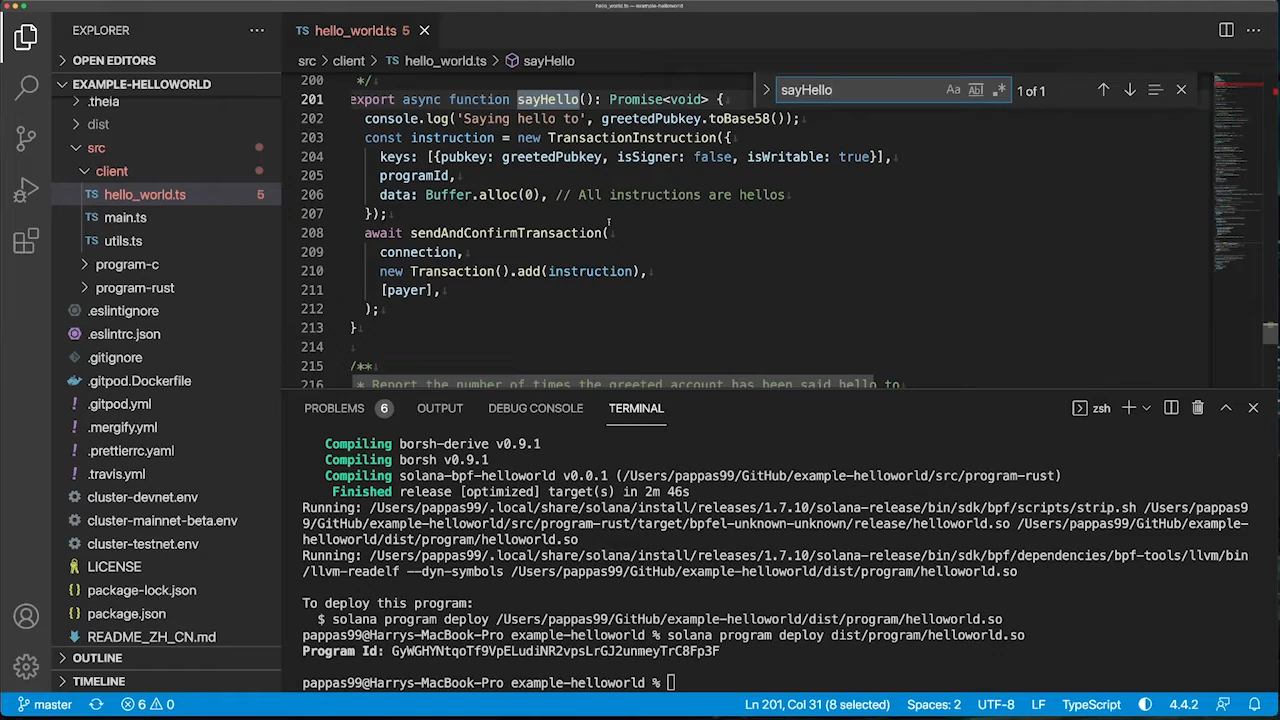 hello_world.ts — example-helloworld
EXPLORER
TS hello_world.ts 5
OPEN EDITORS
src > client > TS hello_world.ts > sayHello
EXAMPLE-HELLOWORLD
.theia
dist
src
client
TS hello_world.ts 5
TS main.ts
TS utils.ts
program-c
program-rust
.eslintignore
.eslintrc.json
.gitignore
.gitpod.Dockerfile
.gitpod.yml
.mergify.yml
.prettierrc.yaml
.travis.yml
cluster-devnet.env
cluster-mainnet-beta.env
cluster-testnet.env
LICENSE
package-lock.json
package.json
README_ZH_CN.md
OUTLINE
TIMELINE
sayHello Aa Abl .* 1 of 1
200 */
201 export async function sayHello(): Promise<void> {
202 console.log('Saying hello to', greetedPubkey.toBase58());
203 const instruction = new TransactionInstruction({
204 keys: [{pubkey: greetedPubkey, isSigner: false, isWritable: true}],
205 programId,
206 data: Buffer.alloc(0), // All instructions are hellos
207 });
208 await sendAndConfirmTransaction(
209 connection,
210 new Transaction().add(instruction),
211 [payer],
212 );
213 }
214
215 /**
216 * Report the number of times the greeted account has been said hello to
PROBLEMS 6 OUTPUT DEBUG CONSOLE TERMINAL zsh
Compiling borsh-derive v0.9.1
Compiling borsh v0.9.1
Compiling solana-bpf-helloworld v0.0.1 (/Users/pappas99/GitHub/example-helloworld/src/program-rust)
Finished release [optimized] target(s) in 2m 46s
Running: /Users/pappas99/.local/share/solana/install/releases/1.7.10/solana-release/bin/sdk/bpf/scripts/strip.sh /Users/pappas9
9/GitHub/example-helloworld/src/program-rust/target/bpfel-unknown-unknown/release/helloworld.so /Users/pappas99/GitHub/example-
helloworld/dist/program/helloworld.so
Running: /Users/pappas99/.local/share/solana/install/releases/1.7.10/solana-release/bin/sdk/bpf/dependencies/bpf-tools/llvm/bin
/llvm-readelf --dyn-symbols /Users/pappas99/GitHub/example-helloworld/dist/program/helloworld.so
To deploy this program:
$ solana program deploy /Users/pappas99/GitHub/example-helloworld/dist/program/helloworld.so
pappas99@Harrys-MacBook-Pro example-helloworld % solana program deploy dist/program/helloworld.so
Program Id: GyWGHYNtqoTf9VpELudiNR2vpsLrGJ2unmeyTrC8Fp3F
pappas99@Harrys-MacBook-Pro example-helloworld %
master 6 0 Ln 201, Col 31 (8 selected) Spaces: 2 UTF-8 LF TypeScript 4.4.2